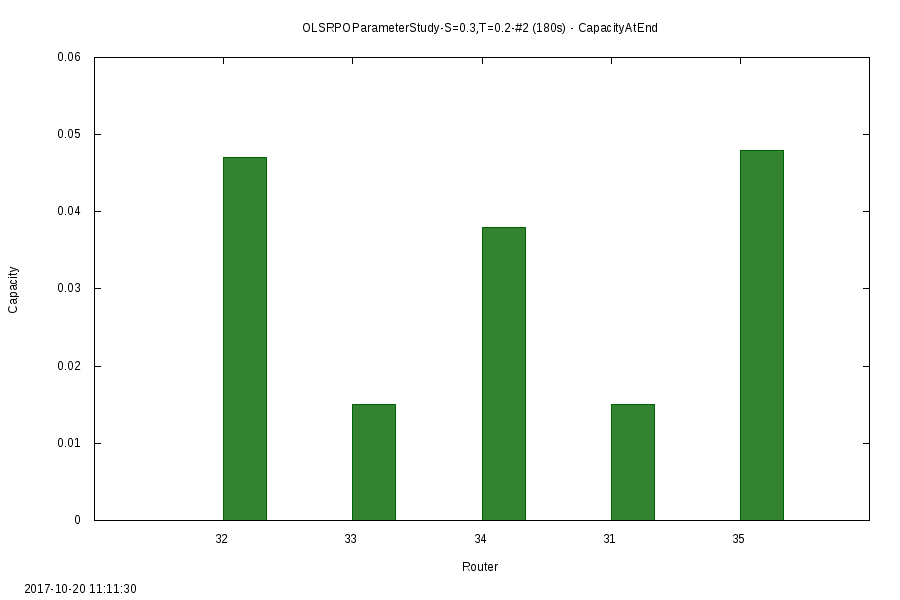 OLSRPOParameterStudy-S=0.3,T=0.2-#2 (180s) - CapacityAtEnd
0.06
0.05
0.04
0.03
0.02
0.01
0
Capacity
32 33 34 31 35
Router
2017-10-20 11:11:30